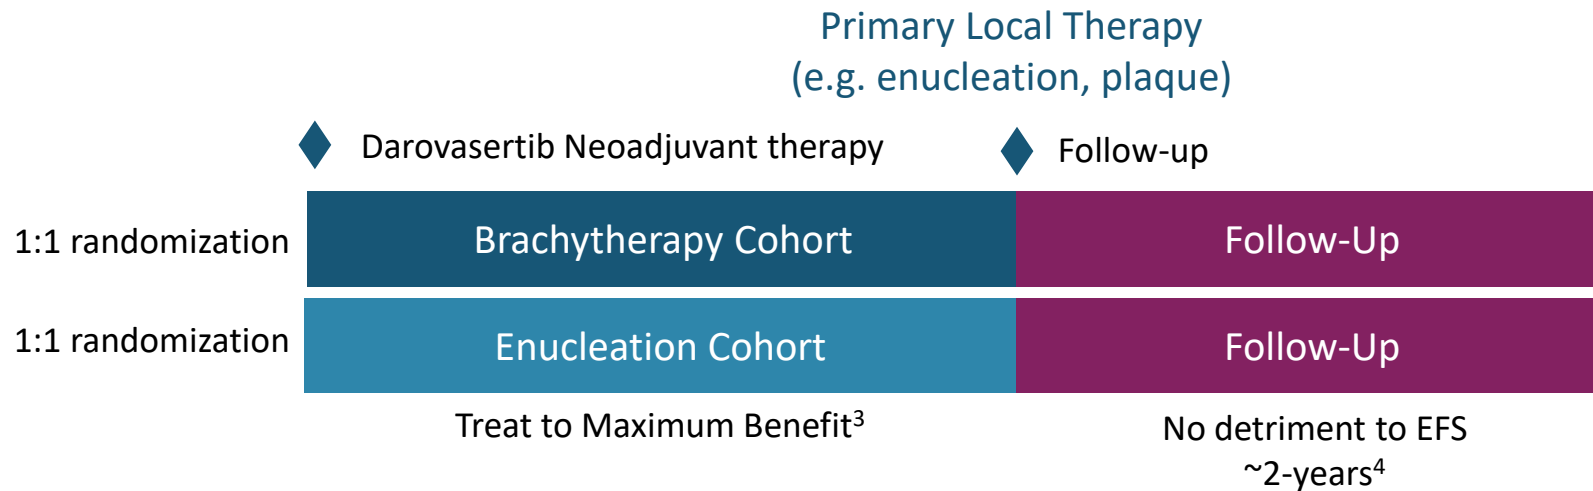 Primary Local Therapy
(e.g. enucleation, plaque)
Darovasertib Neoadjuvant therapy
Follow-up
1:1 randomization
Brachytherapy Cohort
Follow-Up
1:1 randomization
Enucleation Cohort
Follow-Up
Treat to Maximum Benefit³
No detriment to EFS
~2-years⁴